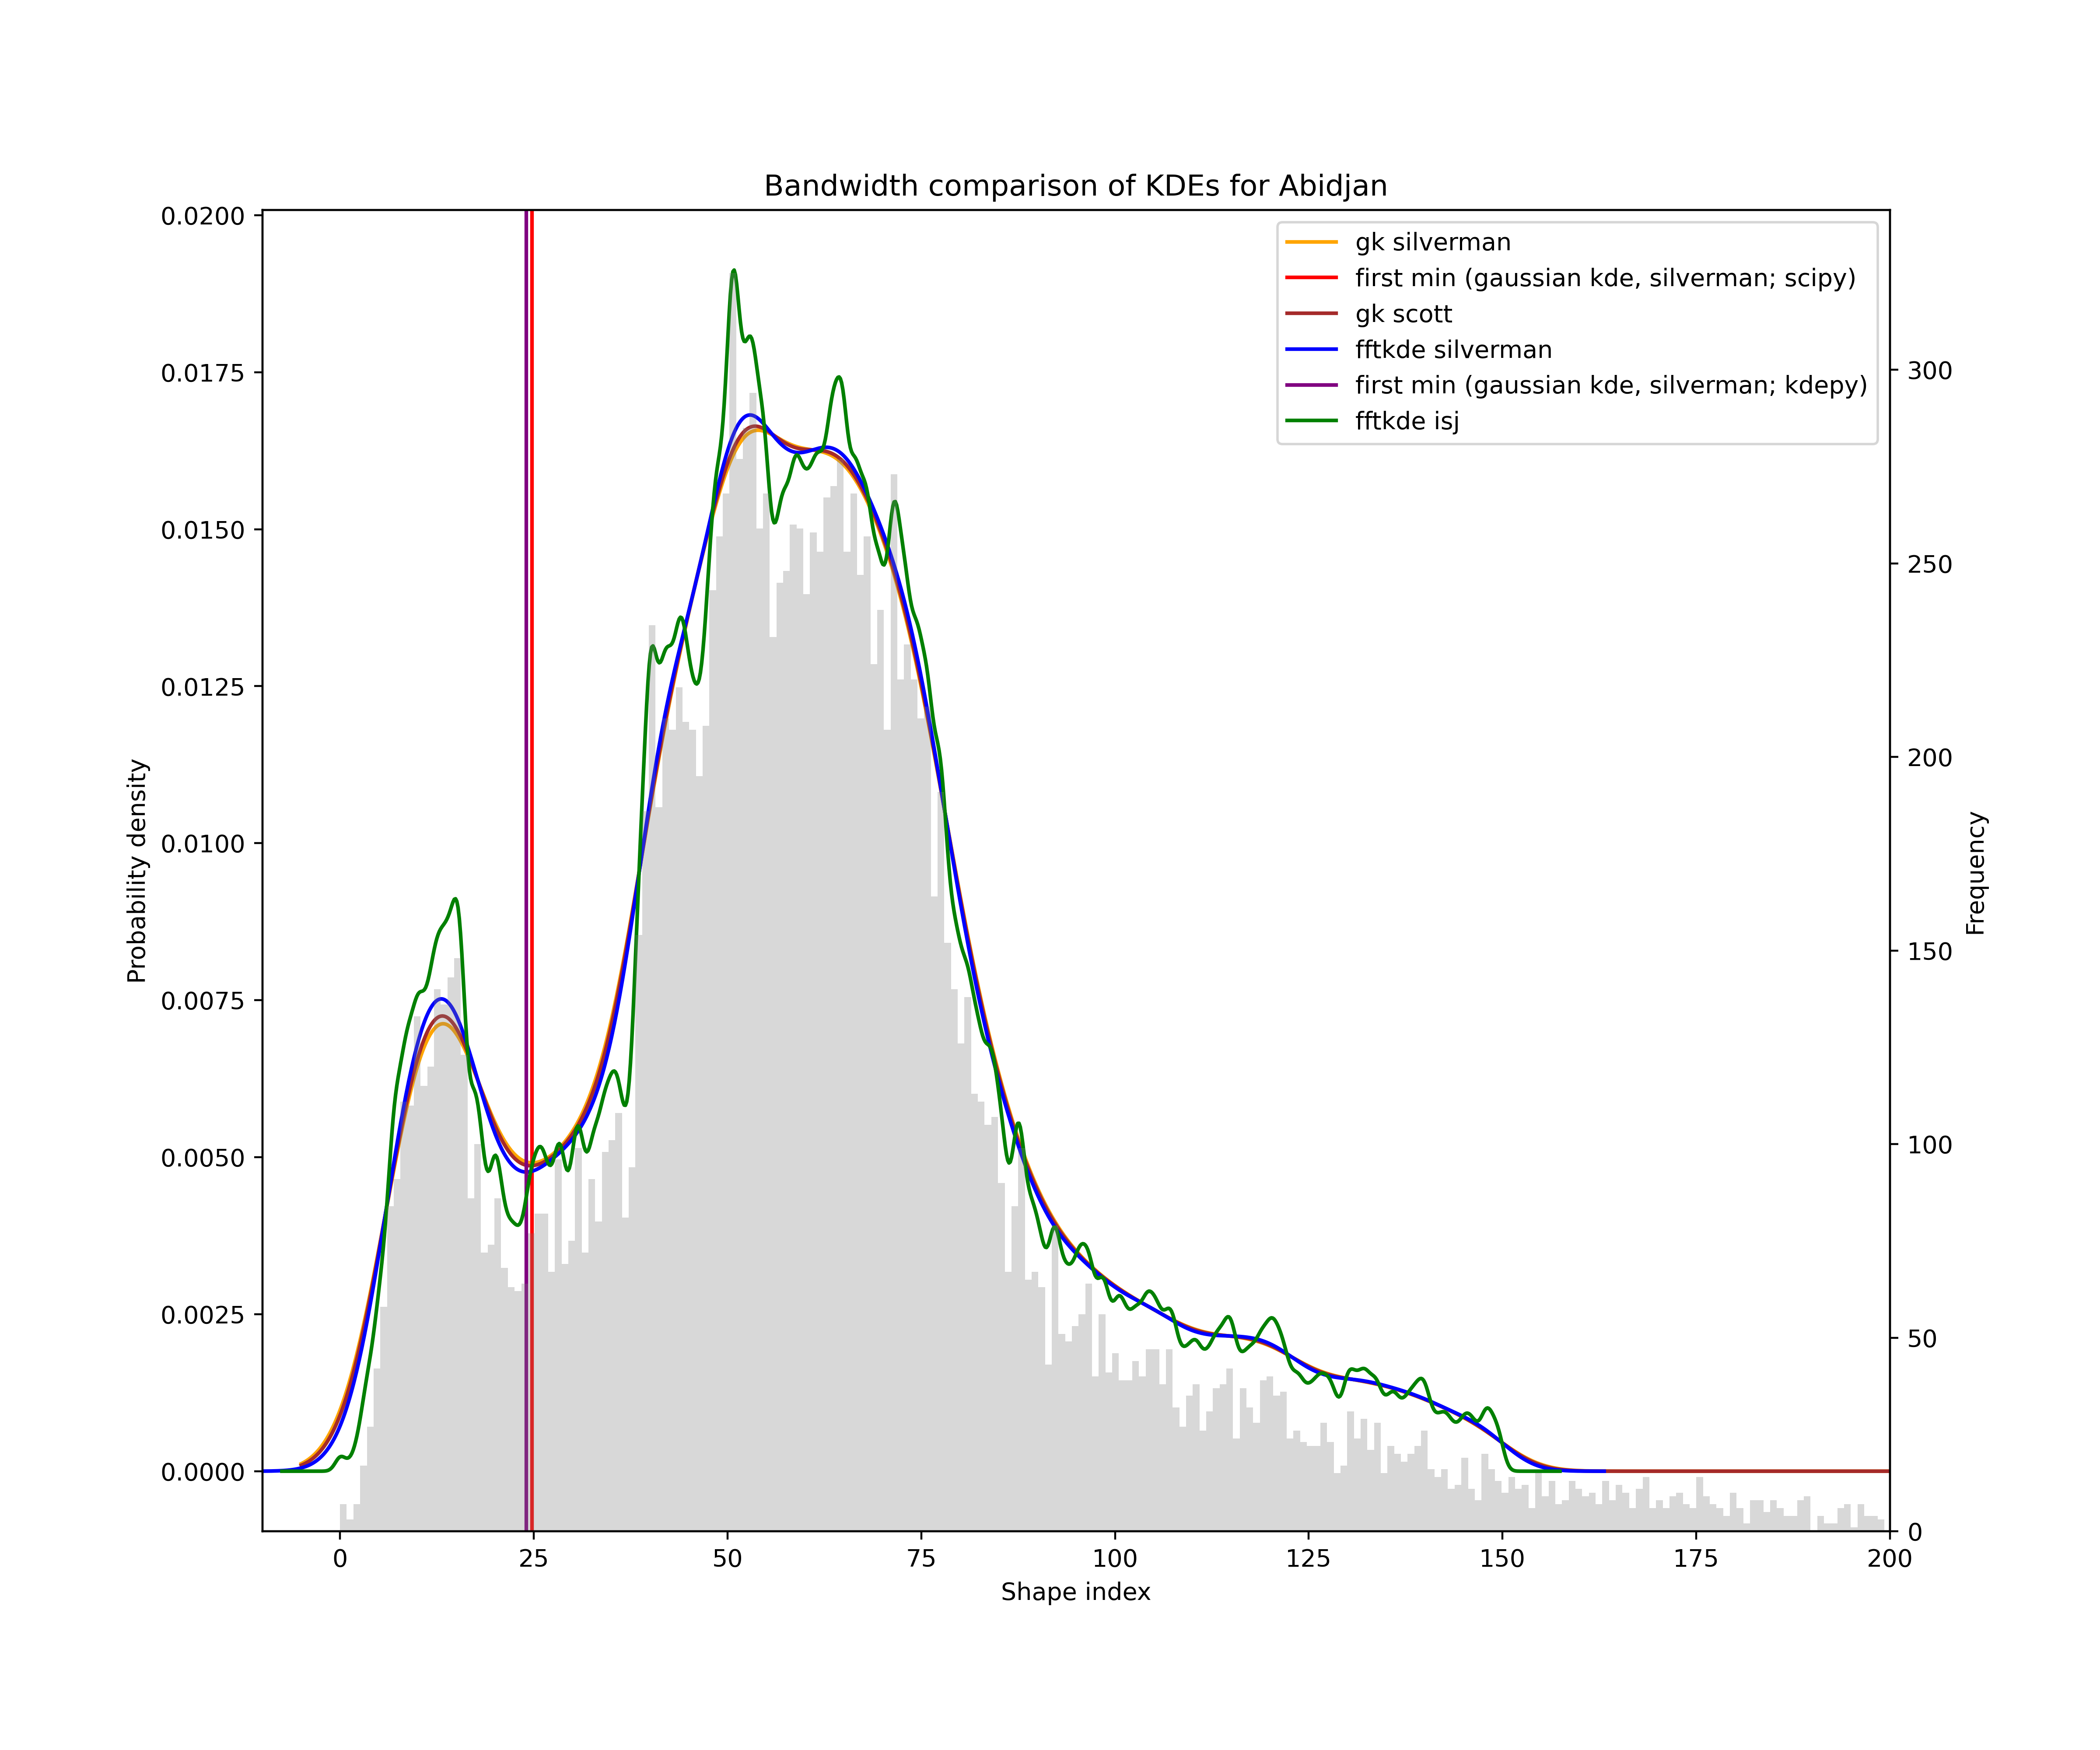 Bandwidth comparison of KDEs for Abidjan
gk silverman
first min (gaussian kde, silverman; scipy)
gk scott
fftkde silverman
first min (gaussian kde, silverman; kdepy)
fftkde isj
Probability density
0.0200
0.0175
0.0150
0.0125
0.0100
0.0075
0.0050
0.0025
0.0000
300
250
200
150
100
50
0
Frequency
0 25 50 75 100 125 150 175 200
Shape index